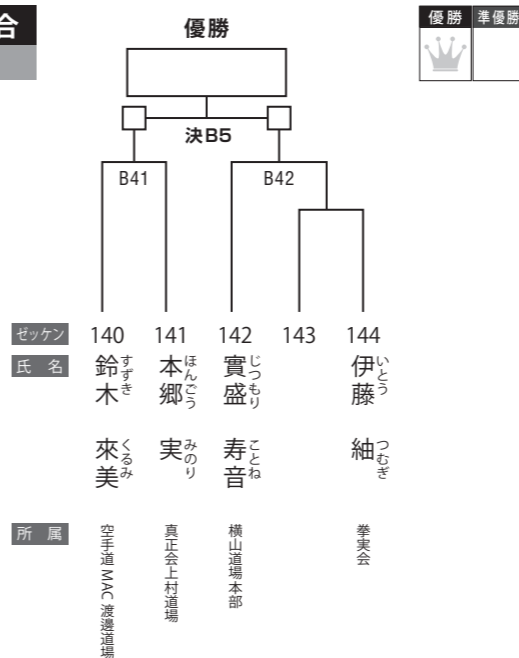 合
優勝
優勝 準優勝
決B5
B41 B42
ゼッケン 140 141 142 143 144
氏 名
鈴木 來美
すずき くるみ
本郷 実
ほんごう みのり
實盛 寿音
じつもり ことね
伊藤 紬
いとう つむぎ
所 属
空手道MAC 渡邊道場
真正会上村道場
横山道場本部
拳実会